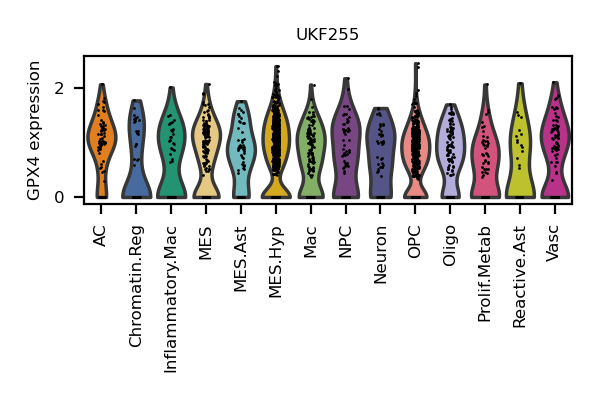 UKF255
GPX4 expression
2
0
AC
Chromatin.Reg
Inflammatory.Mac
MES
MES.Ast
MES.Hyp
Mac
NPC
Neuron
OPC
Oligo
Prolif.Metab
Reactive.Ast
Vasc